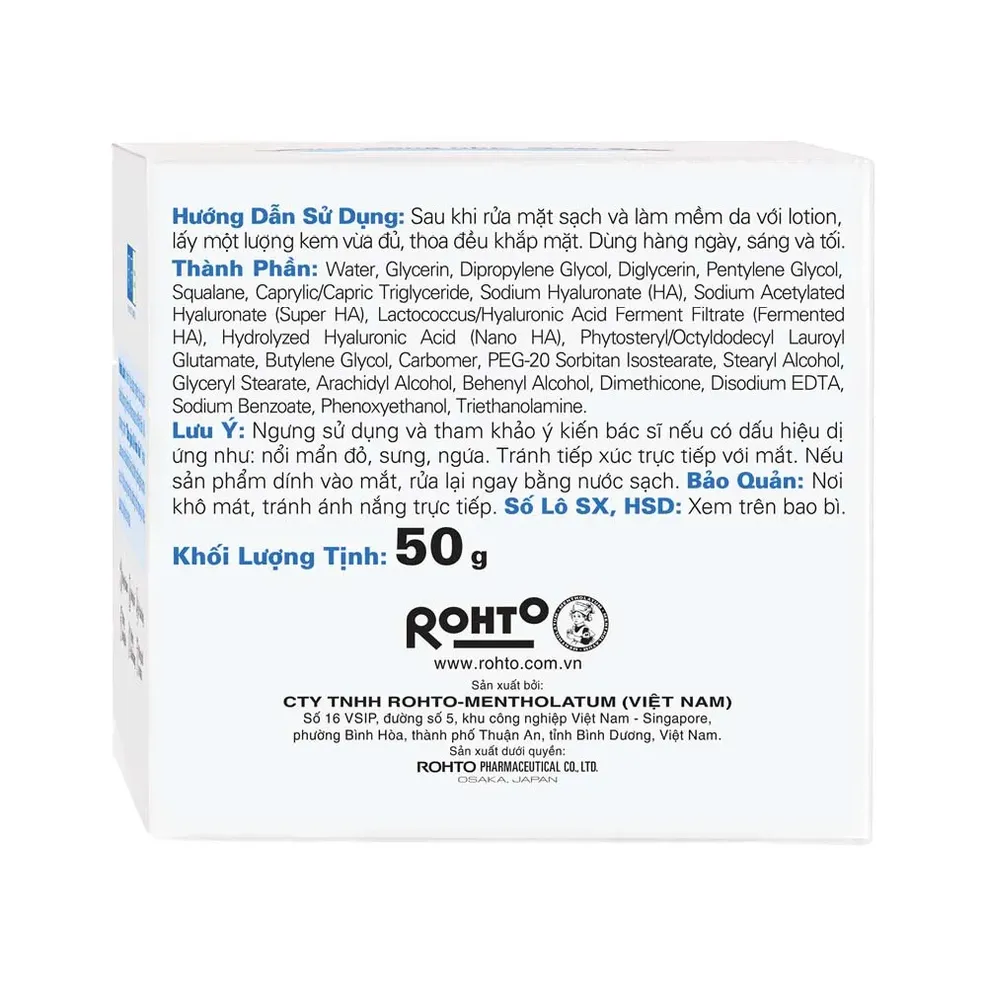 Hướng Dẫn Sử Dụng: Sau khi rửa mặt sạch và làm mềm da với lotion,
lấy một lượng kem vừa đủ, thoa đều khắp mặt. Dùng hàng ngày, sáng và tối.
Thành Phần: Water, Glycerin, Dipropylene Glycol, Diglycerin, Pentylene Glycol,
Squalane, Caprylic/Capric Triglyceride, Sodium Hyaluronate (HA), Sodium Acetylated
Hyaluronate (Super HA), Lactococcus/Hyaluronic Acid Ferment Filtrate (Fermented
HA), Hydrolyzed Hyaluronic Acid (Nano HA), Phytosteryl/Octyldodecyl Lauroyl
Glutamate, Butylene Glycol, Carbomer, PEG-20 Sorbitan Isostearate, Stearyl Alcohol,
Glyceryl Stearate, Arachidyl Alcohol, Behenyl Alcohol, Dimethicone, Disodium EDTA,
Sodium Benzoate, Phenoxyethanol, Triethanolamine.
Lưu Ý: Ngưng sử dụng và tham khảo ý kiến bác sĩ nếu có dấu hiệu dị
ứng như: nổi mẩn đỏ, sưng, ngứa. Tránh tiếp xúc trực tiếp với mắt. Nếu
sản phẩm dính vào mắt, rửa lại ngay bằng nước sạch. Bảo Quản: Nơi
khô mát, tránh ánh nắng trực tiếp. Số Lô SX, HSD: Xem trên bao bì.
Khối Lượng Tịnh: 50 g
ROHTO
www.rohto.com.vn
Sản xuất bởi:
CTY TNHH ROHTO-MENTHOLATUM (VIỆT NAM)
Số 16 VSIP, đường số 5, khu công nghiệp Việt Nam - Singapore,
phường Bình Hòa, thành phố Thuận An, tỉnh Bình Dương, Việt Nam.
Sản xuất dưới quyền:
ROHTO PHARMACEUTICAL CO., LTD.
OSAKA, JAPAN